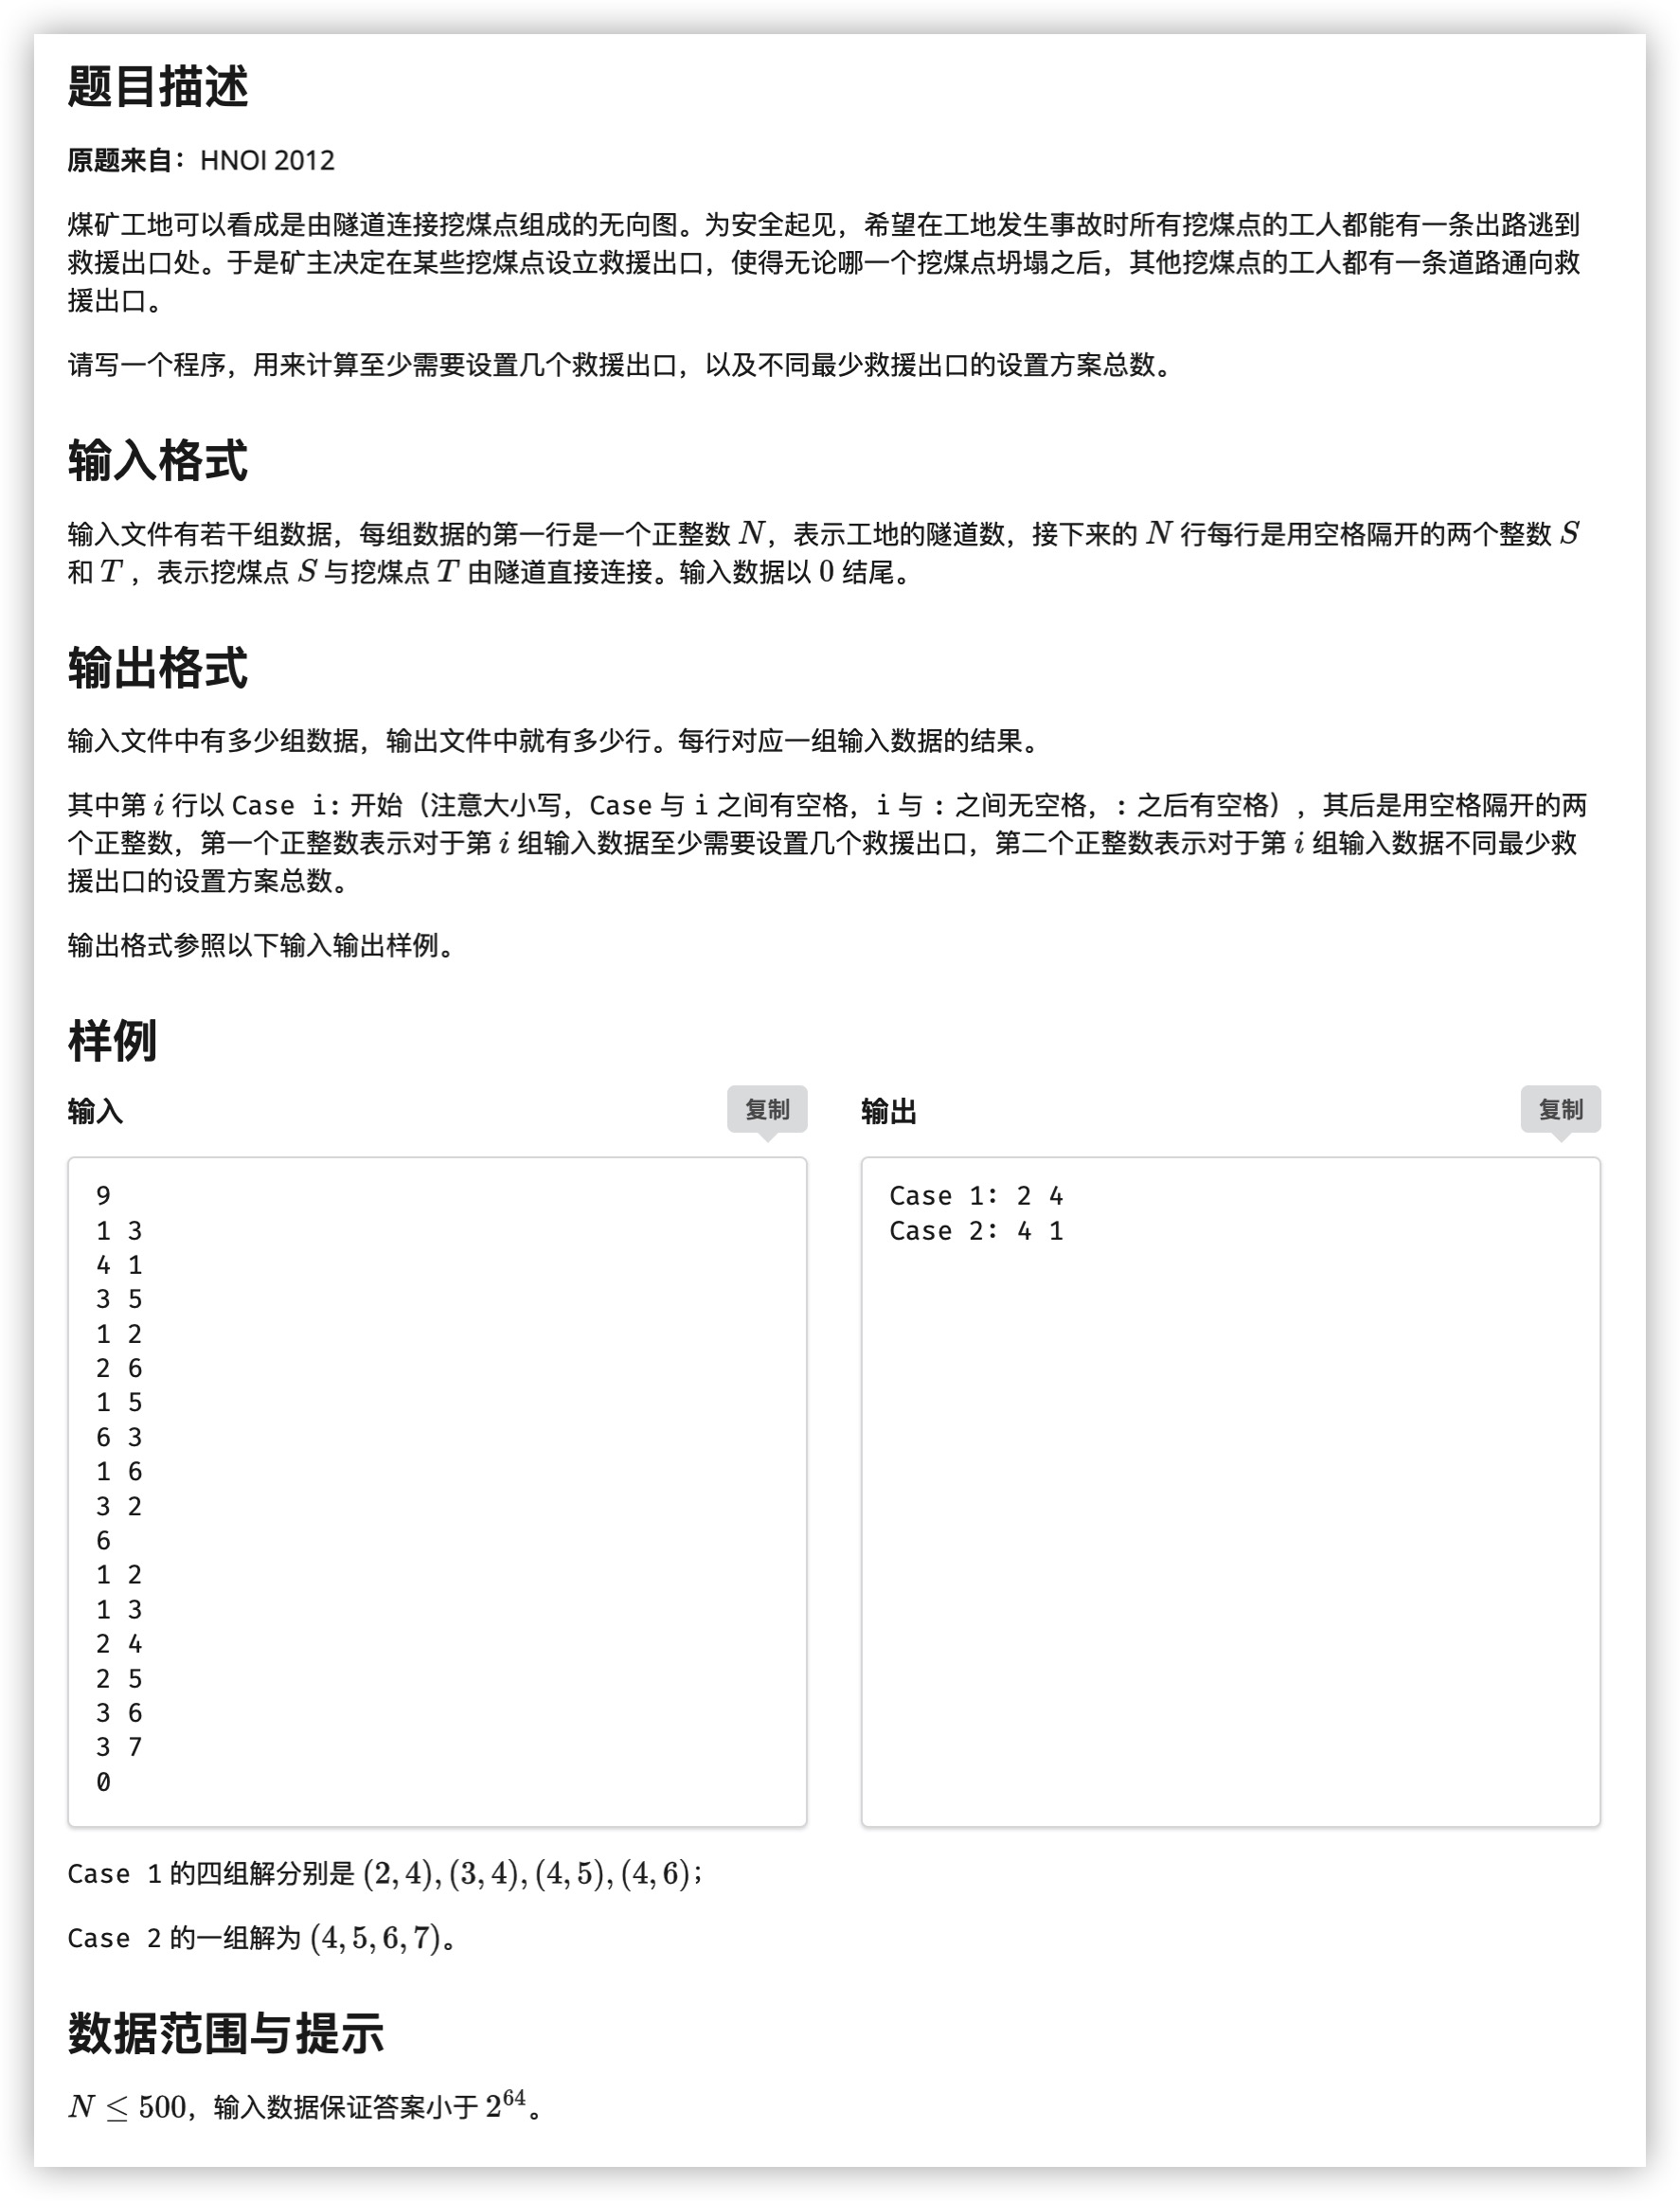 题目描述
原题来自：HNOI 2012
煤矿工地可以看成是由隧道连接挖煤点组成的无向图。为安全起见，希望在工地发生事故时所有挖煤点的工人都能有一条出路逃到
救援出口处。于是矿主决定在某些挖煤点设立救援出口，使得无论哪一个挖煤点坍塌之后，其他挖煤点的工人都有一条道路通向救
援出口。
请写一个程序，用来计算至少需要设置几个救援出口，以及不同最少救援出口的设置方案总数。
输入格式
输入文件有若干组数据，每组数据的第一行是一个正整数 N，表示工地的隧道数，接下来的 N 行每行是用空格隔开的两个整数 S
和 T ，表示挖煤点 S 与挖煤点 T 由隧道直接连接。输入数据以 0 结尾。
输出格式
输入文件中有多少组数据，输出文件中就有多少行。每行对应一组输入数据的结果。
其中第 i 行以 Case i: 开始（注意大小写，Case 与 i 之间有空格，i 与 : 之间无空格，: 之后有空格），其后是用空格隔开的两
个正整数，第一个正整数表示对于第 i 组输入数据至少需要设置几个救援出口，第二个正整数表示对于第 i 组输入数据不同最少救
援出口的设置方案总数。
输出格式参照以下输入输出样例。
样例
输入 复制
9
1 3
4 1
3 5
1 2
2 6
1 5
6 3
1 6
3 2
6
1 2
1 3
2 4
2 5
3 6
3 7
0
输出 复制
Case 1: 2 4
Case 2: 4 1
Case 1 的四组解分别是 (2, 4), (3, 4), (4, 5), (4, 6)；
Case 2 的一组解为 (4, 5, 6, 7)。
数据范围与提示
N ≤ 500，输入数据保证答案小于 2^64。